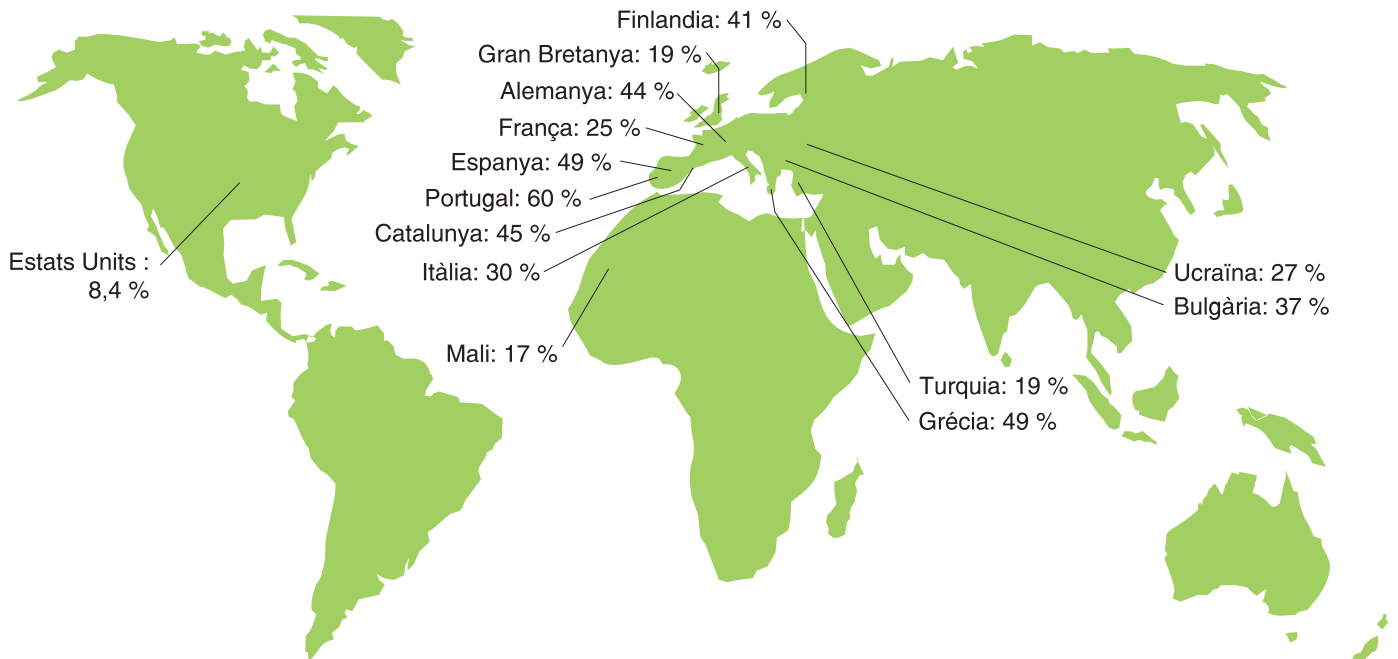 Finlandia: 41 %
Gran Bretanya: 19 %
Alemanya: 44 %
França: 25 %
Espanya: 49 %
Portugal: 60 %
Catalunya: 45 %
Itàlia: 30 %
Estats Units :
8,4 %
Mali: 17 %
Ucraïna: 27 %
Bulgària: 37 %
Turquia: 19 %
Grécia: 49 %